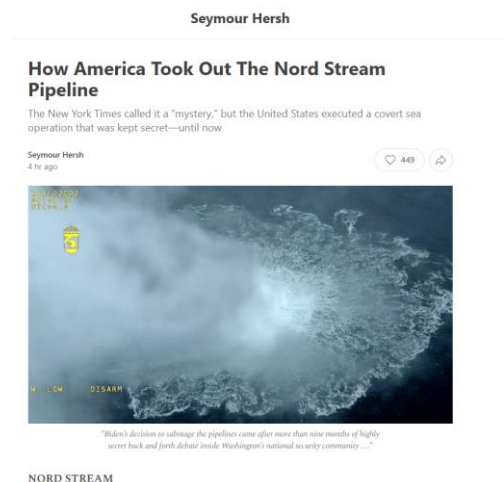 Seymour Hersh
How America Took Out The Nord Stream
Pipeline
The New York Times called it a "mystery," but the United States executed a covert sea
operation that was kept secret—until now
Seymour Hersh
4 hr ago
449
W LOW DISARM
"Biden's decision to sabotage the pipelines came after more than nine months of highly
secret back and forth debate inside Washington's national security community . . ."
NORD STREAM